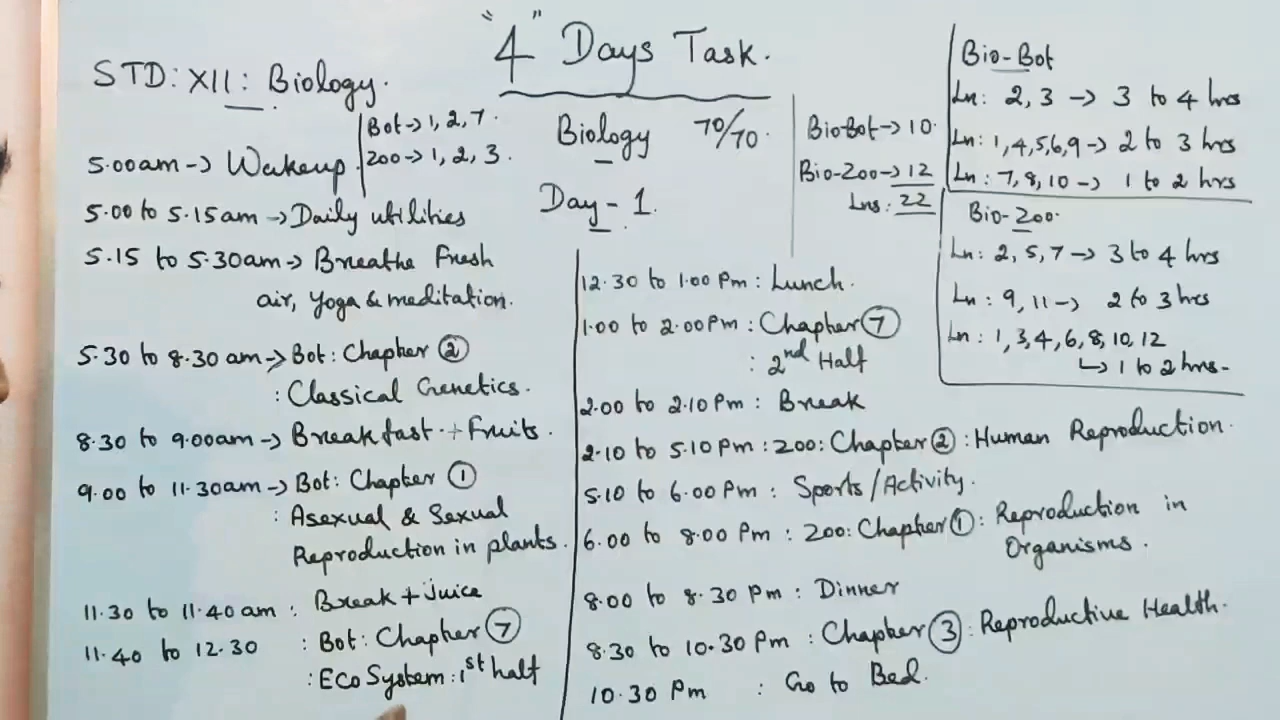 "4" Days Task.
STD: XII: Biology.
Bot → 1, 2, 7.
Zoo → 1, 2, 3.
Biology 70/70.
Day - 1.
BioBot → 10.
Bio-Zoo → 12
Lns: 22
Bio-Bot
Ln: 2, 3 → 3 to 4 hrs
Ln: 1,4,5,6,9 → 2 to 3 hrs
Ln: 7, 8, 10 → 1 to 2 hrs
Bio-Zoo.
Ln: 2, 5, 7 → 3 to 4 hrs
Ln: 9, 11 → 2 to 3 hrs
Ln: 1, 3, 4, 6, 8, 10, 12
↳ 1 to 2 hrs.
5.00am → Wakeup.
5.00 to 5.15am → Daily utilities
5.15 to 5.30am → Breathe Fresh
air, Yoga & meditation.
5.30 to 8.30 am → Bot: Chapter ②
: Classical Genetics.
8.30 to 9.00am → Breakfast + Fruits.
9.00 to 11.30am → Bot: Chapter ①
: Asexual & Sexual
Reproduction in plants.
11.30 to 11.40 am : Break + Juice
11.40 to 12.30 : Bot: Chapter ⑦
: Eco System: 1st half
12.30 to 1.00 Pm : Lunch.
1.00 to 2.00 Pm : Chapter ⑦
: 2nd Half
2.00 to 2.10 Pm : Break
2.10 to 5.10 Pm : Zoo: Chapter ② : Human Reproduction.
5.10 to 6.00 Pm : Sports/Activity.
6.00 to 8.00 Pm : Zoo: Chapter ① : Reproduction in
Organisms.
8.00 to 8.30 Pm : Dinner
8.30 to 10.30 Pm : Chapter ③ : Reproductive Health.
10.30 Pm : Go to Bed.